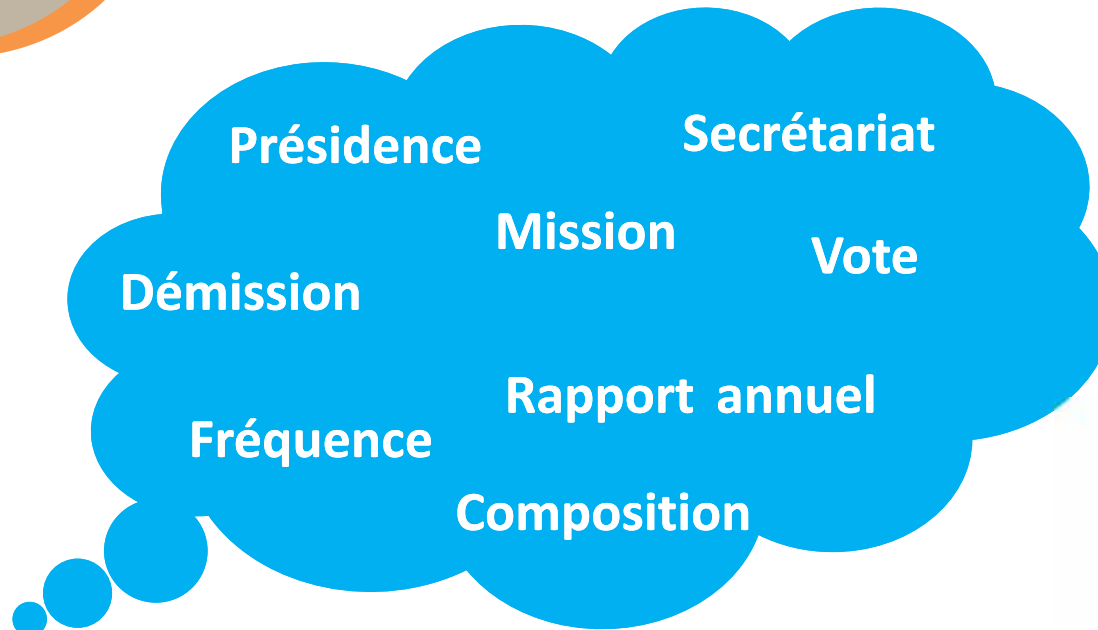 Présidence
Secrétariat
Mission
Vote
Démission
Rapport annuel
Fréquence
Composition